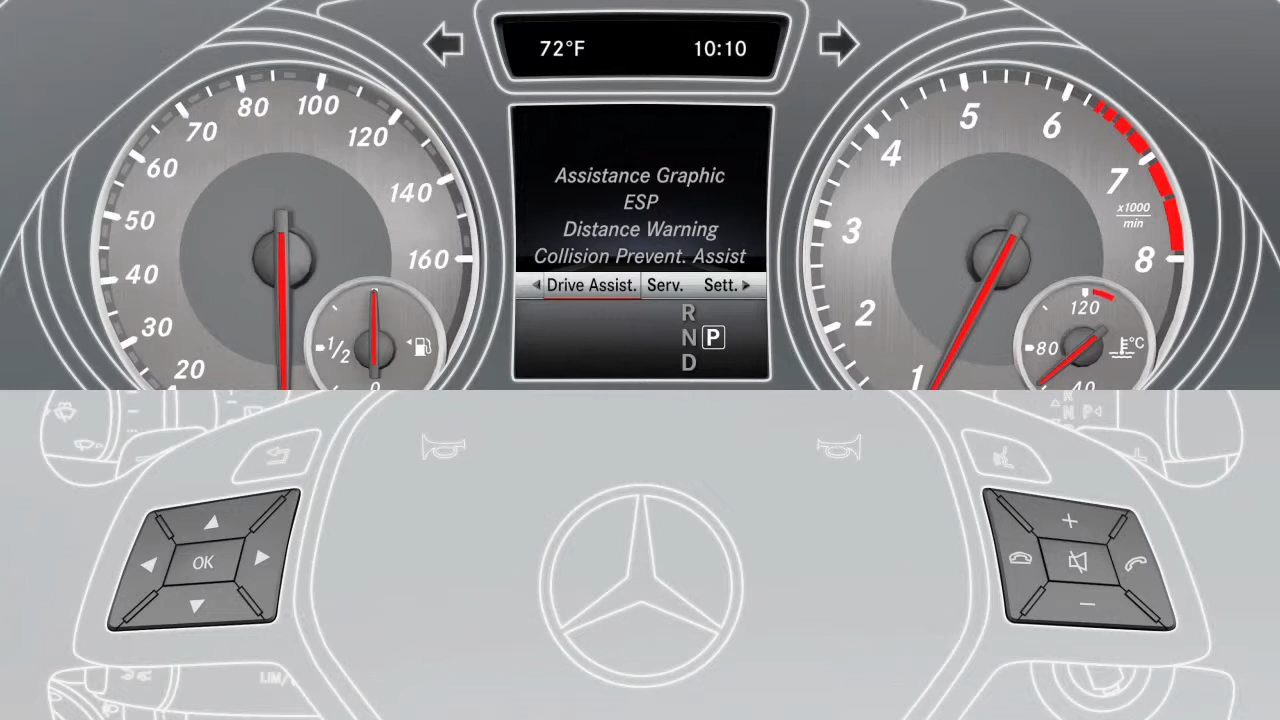 72°F 10:10
80 100
70 120
60 140
50 160
40
30
20
1/2
0
Assistance Graphic
ESP
Distance Warning
Collision Prevent. Assist
Drive Assist. Serv. Sett.
R
N P
D
5 6
4 7
3 x1000
min
8
2
1
120
80 °C
40
R
N P
OK
+
−
LIM/